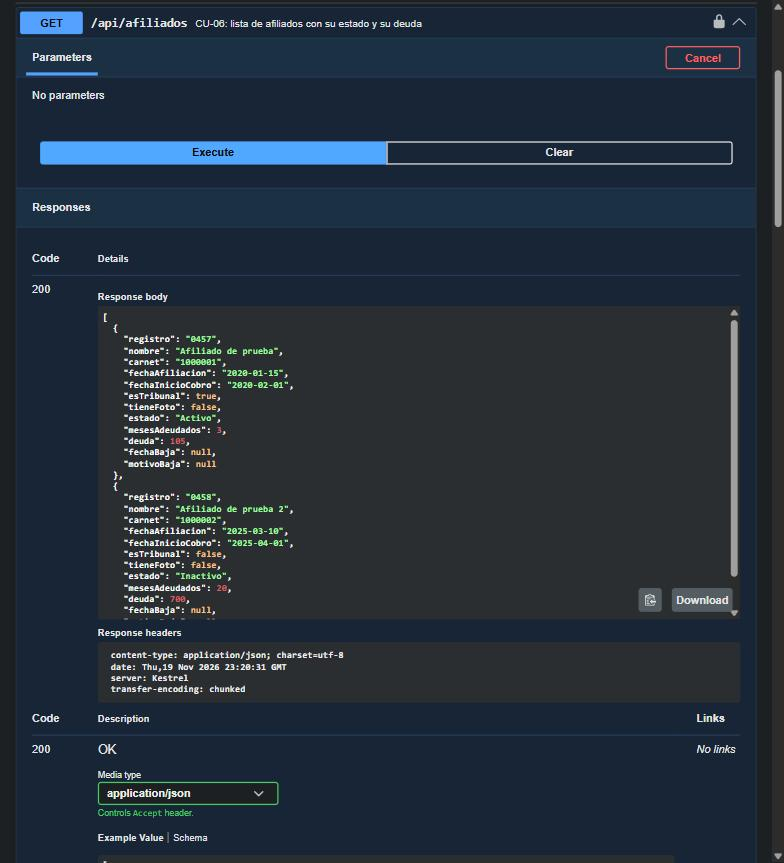 GET /api/afiliados CU-06: lista de afiliados con su estado y su deuda
Parameters
Cancel
No parameters
Execute
Clear
Responses
Code Details
200
Response body
[
{
"registro": "0457",
"nombre": "Afiliado de prueba",
"carnet": "1000001",
"fechaAfiliacion": "2020-01-15",
"fechaInicioCobro": "2020-02-01",
"esTribunal": true,
"tieneFoto": false,
"estado": "Activo",
"mesesAdeudados": 3,
"deuda": 105,
"fechaBaja": null,
"motivoBaja": null
},
{
"registro": "0458",
"nombre": "Afiliado de prueba 2",
"carnet": "1000002",
"fechaAfiliacion": "2025-03-10",
"fechaInicioCobro": "2025-04-01",
"esTribunal": false,
"tieneFoto": false,
"estado": "Inactivo",
"mesesAdeudados": 20,
"deuda": 700,
"fechaBaja": null,
Download
Response headers
content-type: application/json; charset=utf-8
date: Thu,19 Nov 2026 23:20:31 GMT
server: Kestrel
transfer-encoding: chunked
Code Description Links
200 OK No links
Media type
application/json
Controls Accept header.
Example Value | Schema